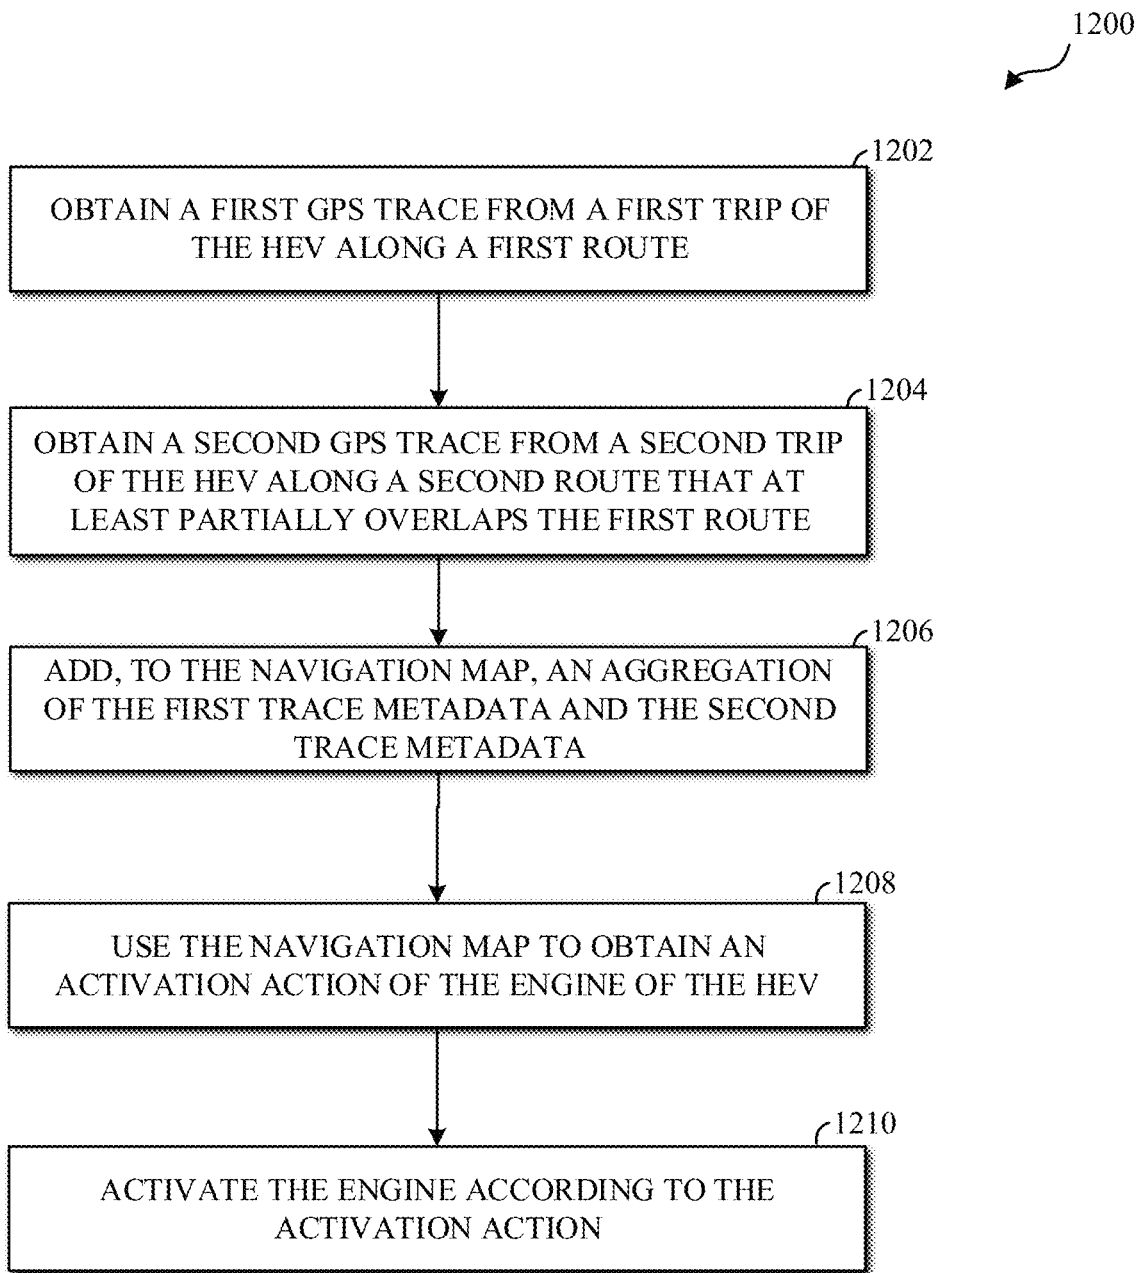 1200
1202
OBTAIN A FIRST GPS TRACE FROM A FIRST TRIP OF
THE HEV ALONG A FIRST ROUTE
1204
OBTAIN A SECOND GPS TRACE FROM A SECOND TRIP
OF THE HEV ALONG A SECOND ROUTE THAT AT
LEAST PARTIALLY OVERLAPS THE FIRST ROUTE
1206
ADD, TO THE NAVIGATION MAP, AN AGGREGATION
OF THE FIRST TRACE METADATA AND THE SECOND
TRACE METADATA
1208
USE THE NAVIGATION MAP TO OBTAIN AN
ACTIVATION ACTION OF THE ENGINE OF THE HEV
1210
ACTIVATE THE ENGINE ACCORDING TO THE
ACTIVATION ACTION